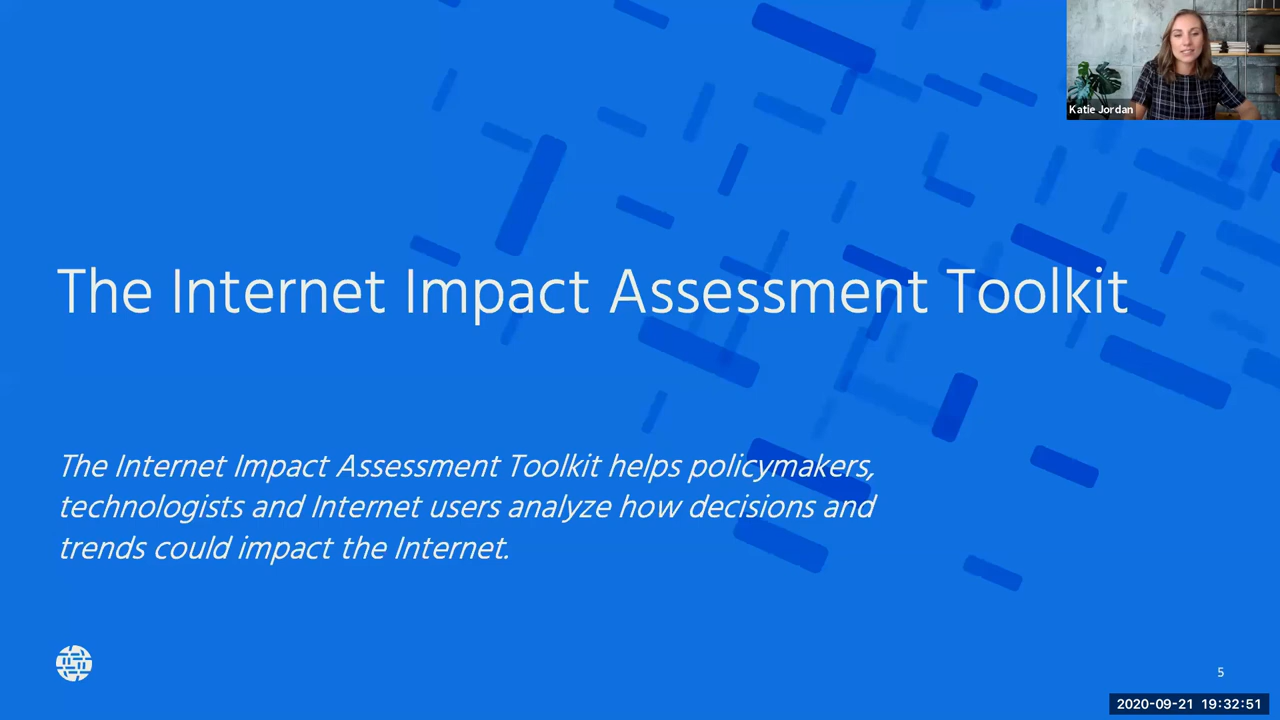 Katie Jordan
The Internet Impact Assessment Toolkit
The Internet Impact Assessment Toolkit helps policymakers,
technologists and Internet users analyze how decisions and
trends could impact the Internet.
5
2020-09-21 19:32:51